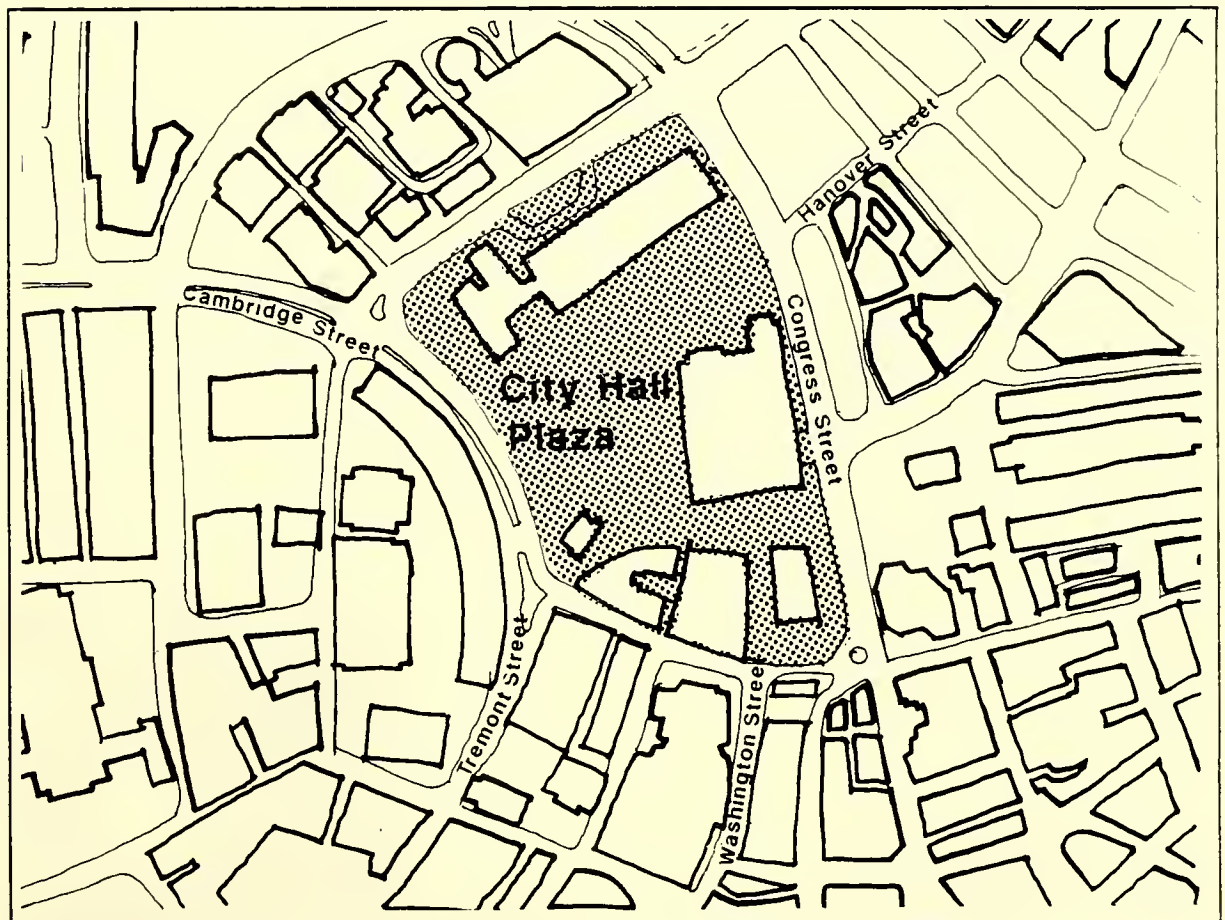 Hanover Street
Cambridge Street
Congress Street
City Hall
Plaza
Tremont Street
Washington Street